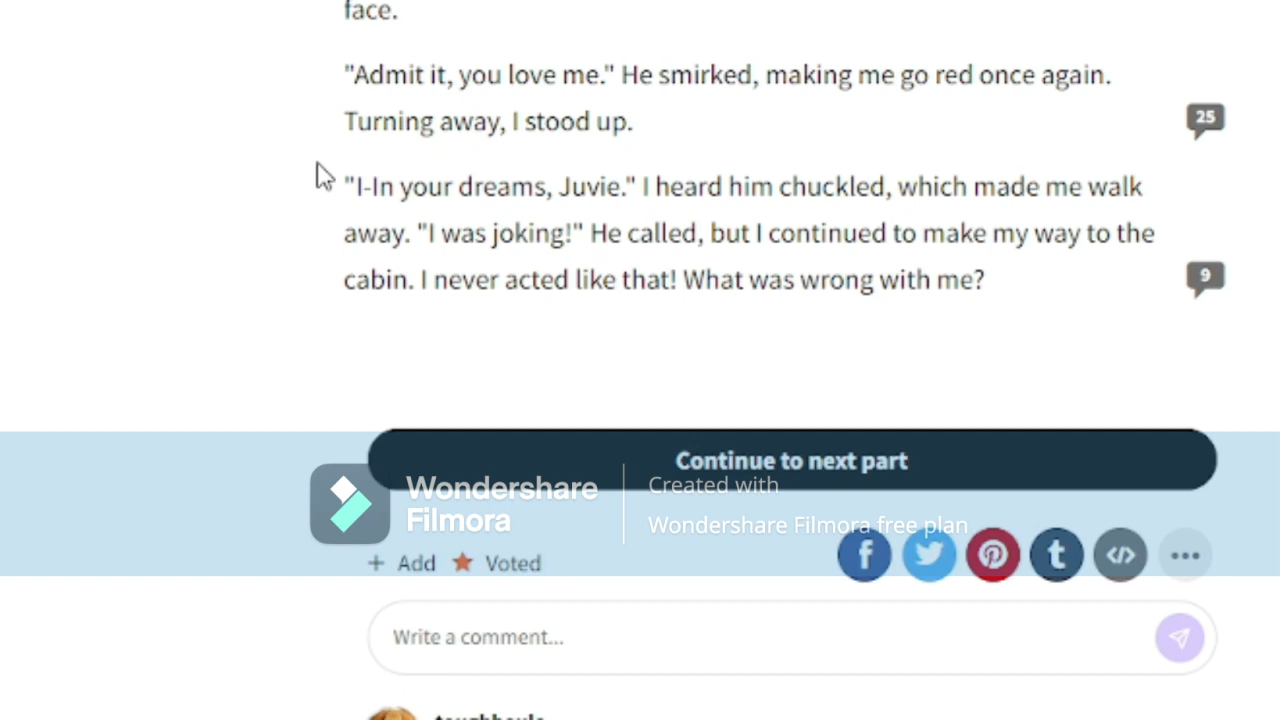 face.
"Admit it, you love me." He smirked, making me go red once again.
Turning away, I stood up.
25
"I-In your dreams, Juvie." I heard him chuckled, which made me walk
away. "I was joking!" He called, but I continued to make my way to the
cabin. I never acted like that! What was wrong with me?
9
Continue to next part
Wondershare
Filmora
Created with
Wondershare Filmora free plan
+ Add
Voted
Write a comment...